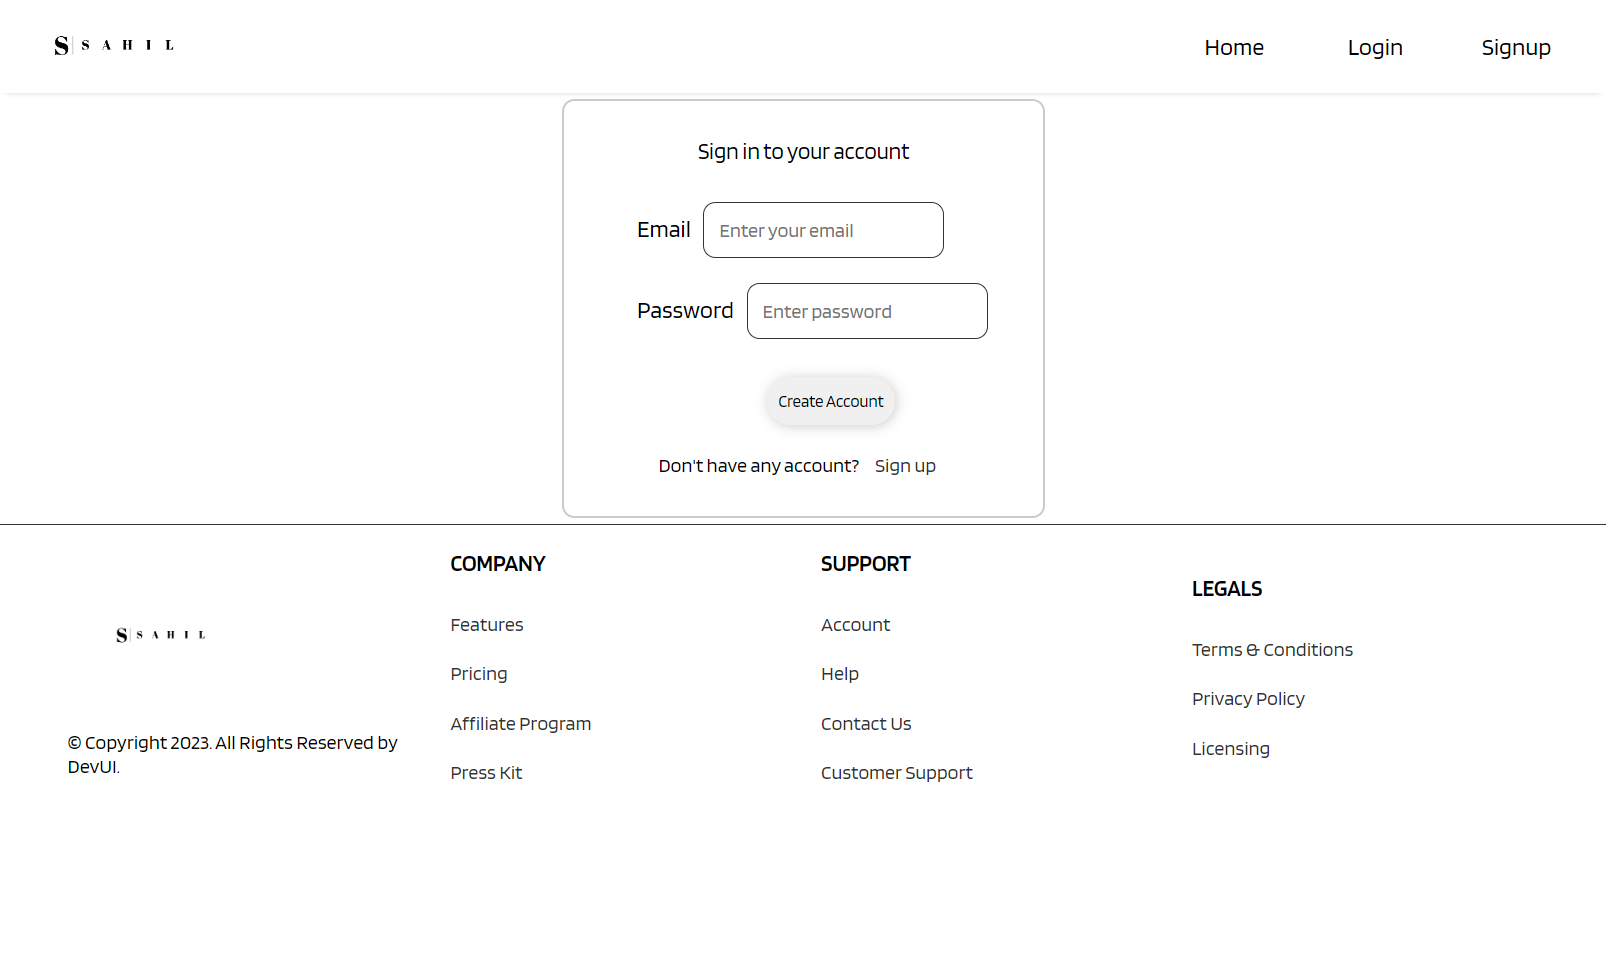 S SAHIL
Home Login Signup
Sign in to your account
Email Enter your email
Password Enter password
Create Account
Don't have any account? Sign up
S SAHIL
© Copyright 2023. All Rights Reserved by
DevUI.
COMPANY
Features
Pricing
Affiliate Program
Press Kit
SUPPORT
Account
Help
Contact Us
Customer Support
LEGALS
Terms & Conditions
Privacy Policy
Licensing